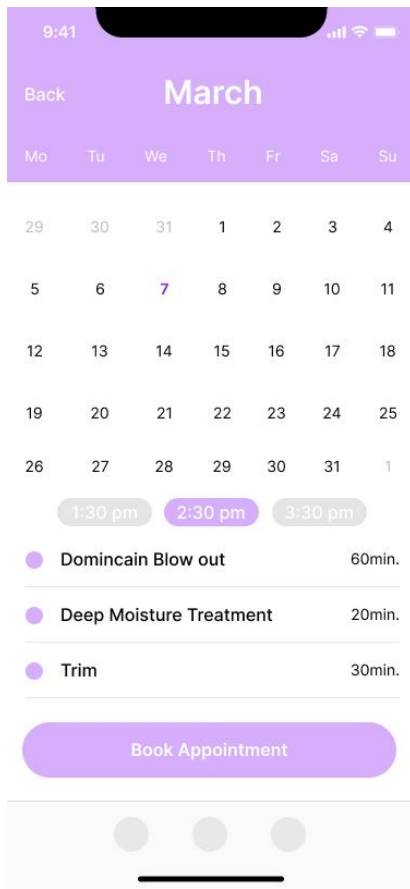 9:41
Back March
Mo Tu We Th Fr Sa Su
29 30 31 1 2 3 4
5 6 7 8 9 10 11
12 13 14 15 16 17 18
19 20 21 22 23 24 25
26 27 28 29 30 31 1
1:30 pm 2:30 pm 3:30 pm
Domincain Blow out 60min.
Deep Moisture Treatment 20min.
Trim 30min.
Book Appointment